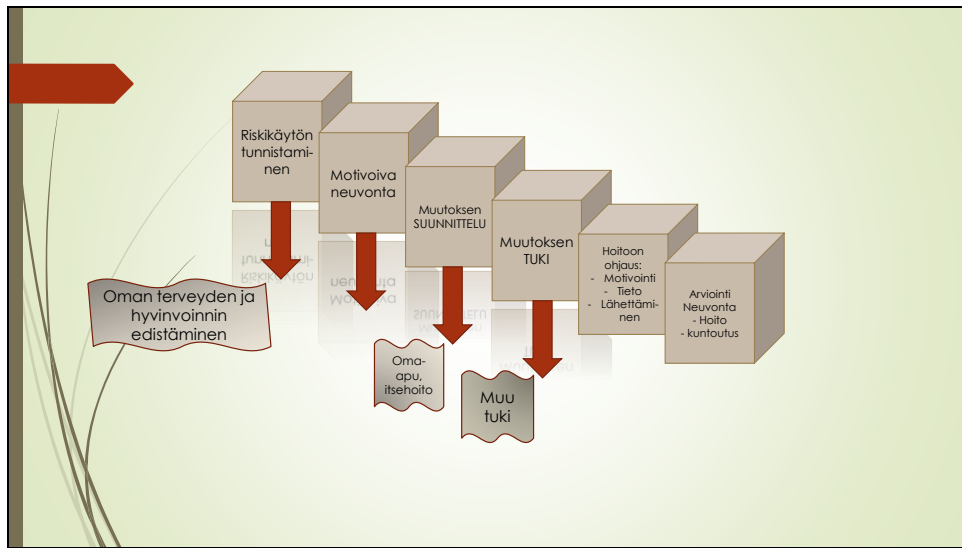 Riskikäytön
tunnistami-
nen
Motivoiva
neuvonta
Muutoksen
SUUNNITTELU
Muutoksen
TUKI
Hoitoon
ohjaus:
- Motivointi
- Tieto
- Lähettämi-
nen
Arviointi
Neuvonta
- Hoito
- kuntoutus
Oman terveyden ja
hyvinvoinnin
edistäminen
Oma-
apu,
itsehoito
Muu
tuki